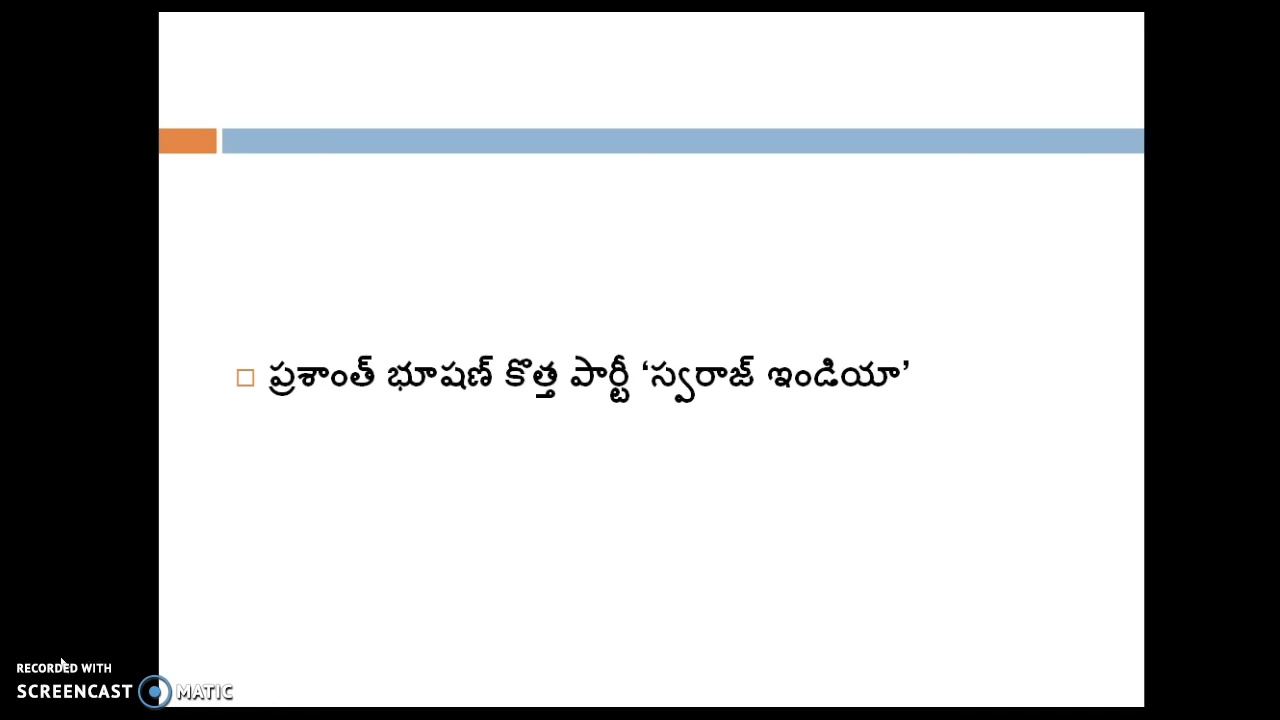 ప్రశాంత్ భూషణ్ కొత్త పార్టీ ‘స్వరాజ్ ఇండియా’
RECORDED WITH
SCREENCAST MATIC